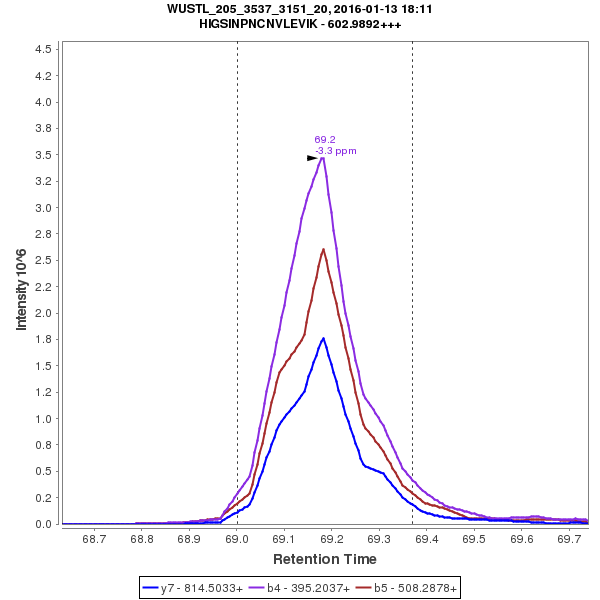 WUSTL_205_3537_3151_20, 2016-01-13 18:11
HIGSINPNCNVLEVIK - 602.9892+++
4.5
4.2
4.0
3.8
3.5
3.2
3.0
2.8
2.5
2.2
2.0
1.8
1.5
1.2
1.0
0.8
0.5
0.2
0.0
Intensity 10^6
69.2
-3.3 ppm
68.7 68.8 68.9 69.0 69.1 69.2 69.3 69.4 69.5 69.6 69.7
Retention Time
y7 - 814.5033+ b4 - 395.2037+ b5 - 508.2878+